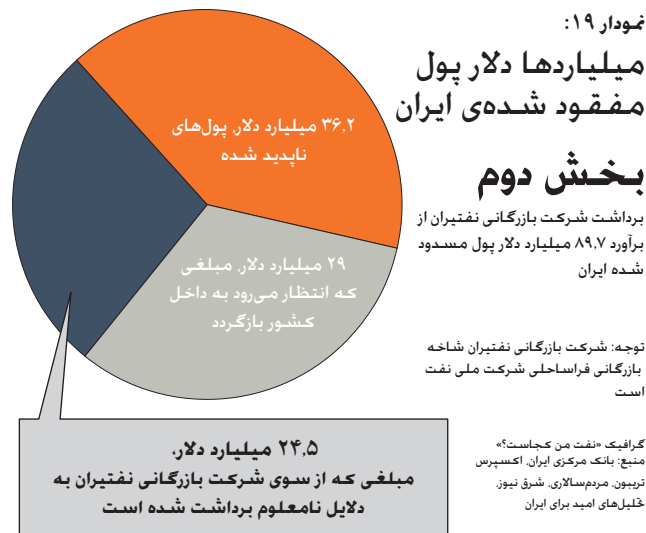 نمودار ۱۹:
میلیاردها دلار پول
مفقود شده‌ی ایران
بخش دوم
برداشت شرکت بازرگانی نفتیران از
برآورد ۸۹٫۷ میلیارد دلار پول مسدود
شده ایران
توجه: شرکت بازرگانی نفتیران شاخه
بازرگانی فراساحلی شرکت ملی نفت
است
گرافیک «نفت من کجاست؟»
منبع: بانک مرکزی ایران، اکسپرس
تریبون، مردم‌سالاری، شرق نیوز،
تحلیل‌های امید برای ایران
۳۶٫۲ میلیارد دلار، پول‌های
ناپدید شده
۲۹ میلیارد دلار، مبلغی
که انتظار می‌رود به داخل
کشور بازگردد
۲۴٫۵ میلیارد دلار،
مبلغی که از سوی شرکت بازرگانی نفتیران به
دلایل نامعلوم برداشت شده است